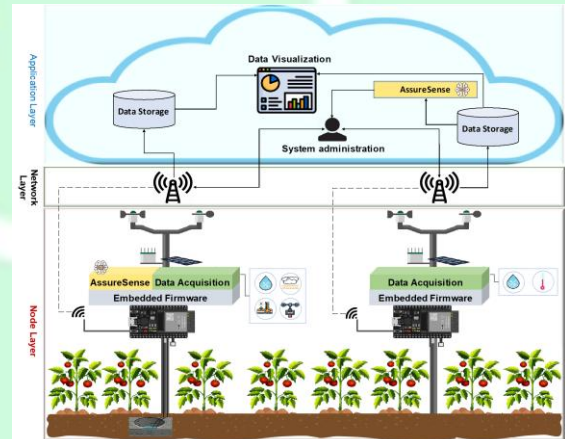 Application Layer
Data Visualization
AssureSense
Data Storage
Data Storage
System administration
Network
Layer
Node Layer
AssureSense
Data Acquisition
Embedded Firmware
Data Acquisition
Embedded Firmware